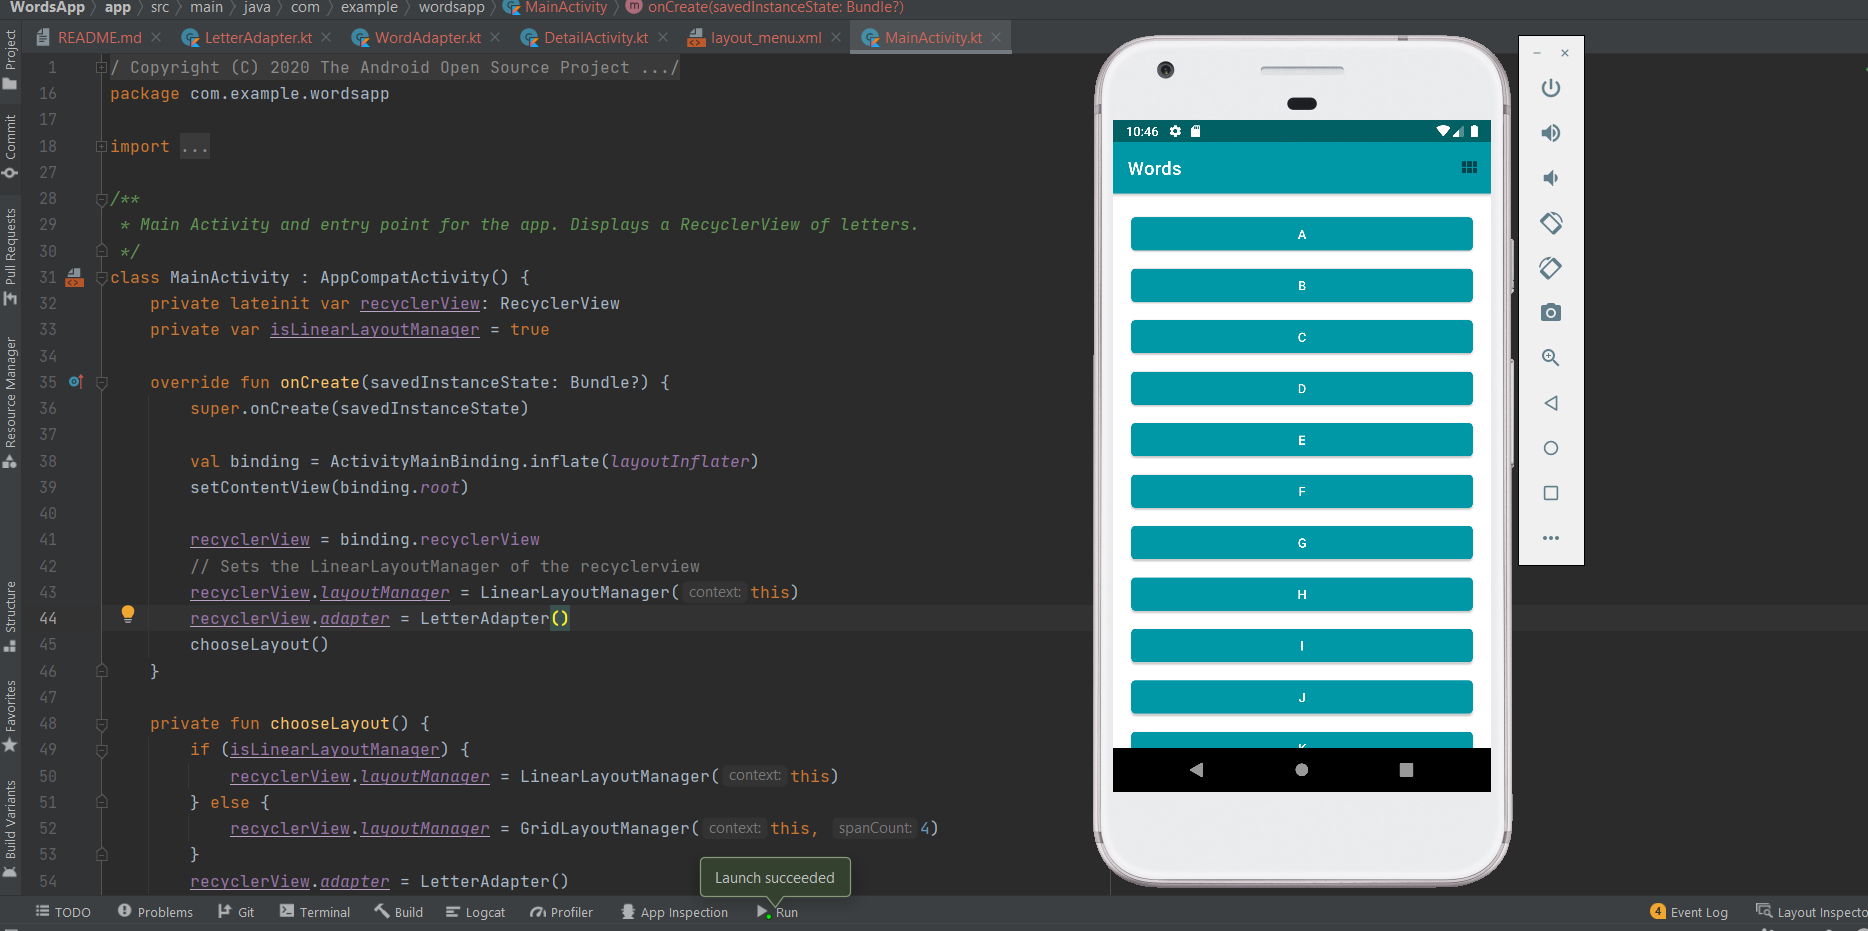 WordsApp app src main java com example wordsapp MainActivity onCreate(savedInstanceState: Bundle?)
README.md LetterAdapter.kt WordAdapter.kt DetailActivity.kt layout_menu.xml MainActivity.kt
Project
Commit
Pull Requests
Resource Manager
Structure
Favorites
Build Variants
1 / Copyright (C) 2020 The Android Open Source Project .../
16 package com.example.wordsapp
17
18 import ...
27
28 /**
29 * Main Activity and entry point for the app. Displays a RecyclerView of letters.
30 */
31 class MainActivity : AppCompatActivity() {
32 private lateinit var recyclerView: RecyclerView
33 private var isLinearLayoutManager = true
34
35 override fun onCreate(savedInstanceState: Bundle?) {
36 super.onCreate(savedInstanceState)
37
38 val binding = ActivityMainBinding.inflate(layoutInflater)
39 setContentView(binding.root)
40
41 recyclerView = binding.recyclerView
42 // Sets the LinearLayoutManager of the recyclerview
43 recyclerView.layoutManager = LinearLayoutManager( context: this)
44 recyclerView.adapter = LetterAdapter()
45 chooseLayout()
46 }
47
48 private fun chooseLayout() {
49 if (isLinearLayoutManager) {
50 recyclerView.layoutManager = LinearLayoutManager( context: this)
51 } else {
52 recyclerView.layoutManager = GridLayoutManager( context: this, spanCount: 4)
53 }
54 recyclerView.adapter = LetterAdapter()
10:46
Words
A
B
C
D
E
F
G
H
I
J
K
Launch succeeded
TODO Problems Git Terminal Build Logcat Profiler App Inspection Run 4 Event Log Layout Inspecto